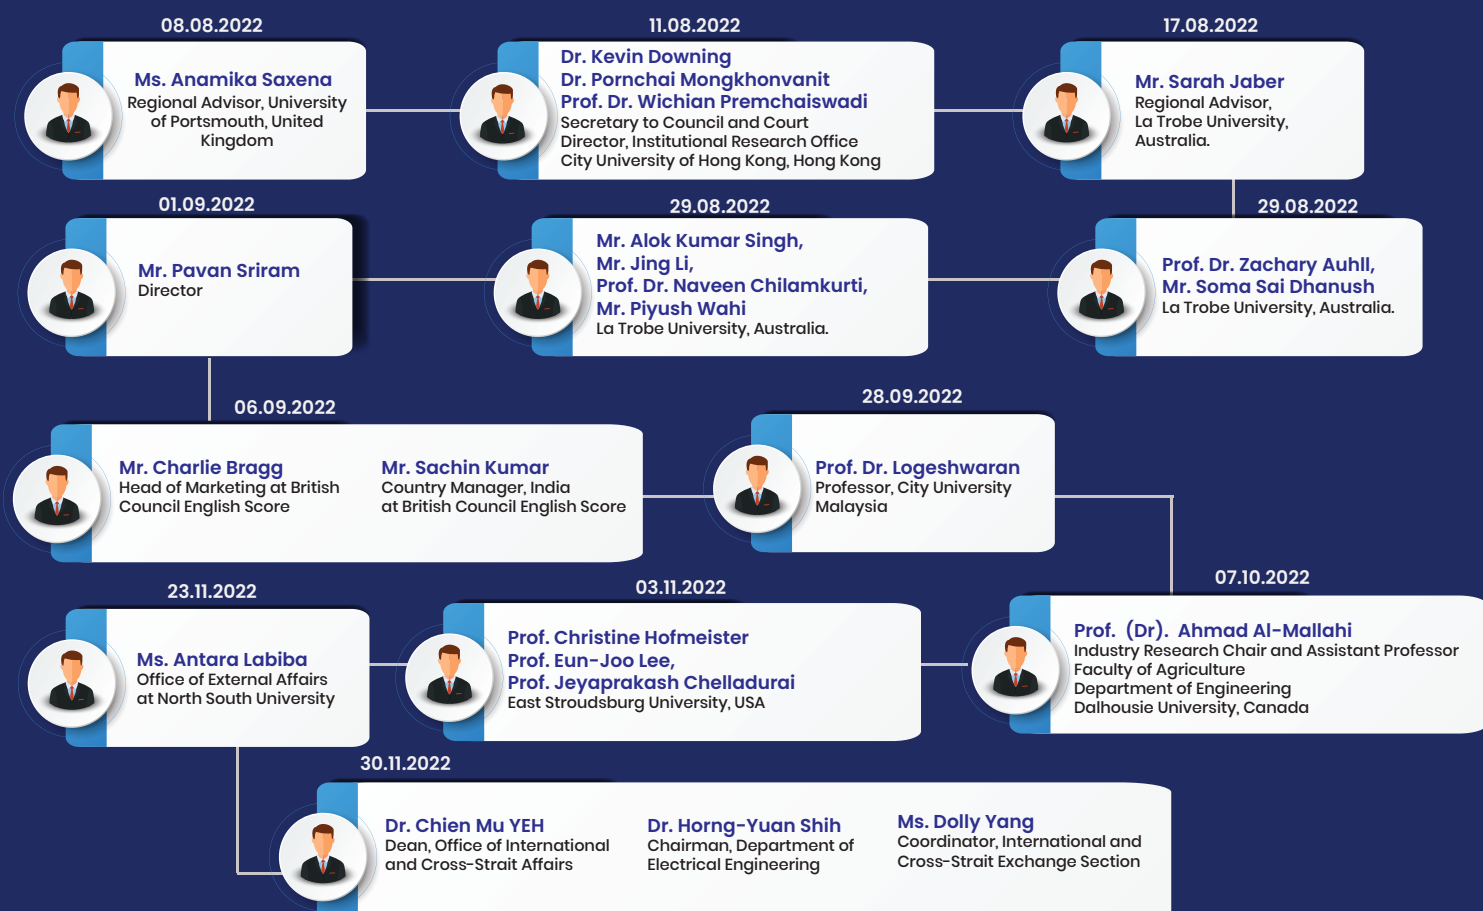 08.08.2022
Ms. Anamika Saxena
Regional Advisor, University
of Portsmouth, United
Kingdom
11.08.2022
Dr. Kevin Downing
Dr. Pornchai Mongkhonvanit
Prof. Dr. Wichian Premchaiswadi
Secretary to Council and Court
Director, Institutional Research Office
City University of Hong Kong, Hong Kong
17.08.2022
Mr. Sarah Jaber
Regional Advisor,
La Trobe University,
Australia.
29.08.2022
Prof. Dr. Zachary Auhll,
Mr. Soma Sai Dhanush
La Trobe University, Australia.
29.08.2022
Mr. Alok Kumar Singh,
Mr. Jing Li,
Prof. Dr. Naveen Chilamkurti,
Mr. Piyush Wahi
La Trobe University, Australia.
01.09.2022
Mr. Pavan Sriram
Director
06.09.2022
Mr. Charlie Bragg
Head of Marketing at British
Council English Score
Mr. Sachin Kumar
Country Manager, India
at British Council English Score
28.09.2022
Prof. Dr. Logeshwaran
Professor, City University
Malaysia
07.10.2022
Prof. (Dr). Ahmad Al-Mallahi
Industry Research Chair and Assistant Professor
Faculty of Agriculture
Department of Engineering
Dalhousie University, Canada
03.11.2022
Prof. Christine Hofmeister
Prof. Eun-Joo Lee,
Prof. Jeyaprakash Chelladurai
East Stroudsburg University, USA
23.11.2022
Ms. Antara Labiba
Office of External Affairs
at North South University
30.11.2022
Dr. Chien Mu YEH
Dean, Office of International
and Cross-Strait Affairs
Dr. Horng-Yuan Shih
Chairman, Department of
Electrical Engineering
Ms. Dolly Yang
Coordinator, International and
Cross-Strait Exchange Section